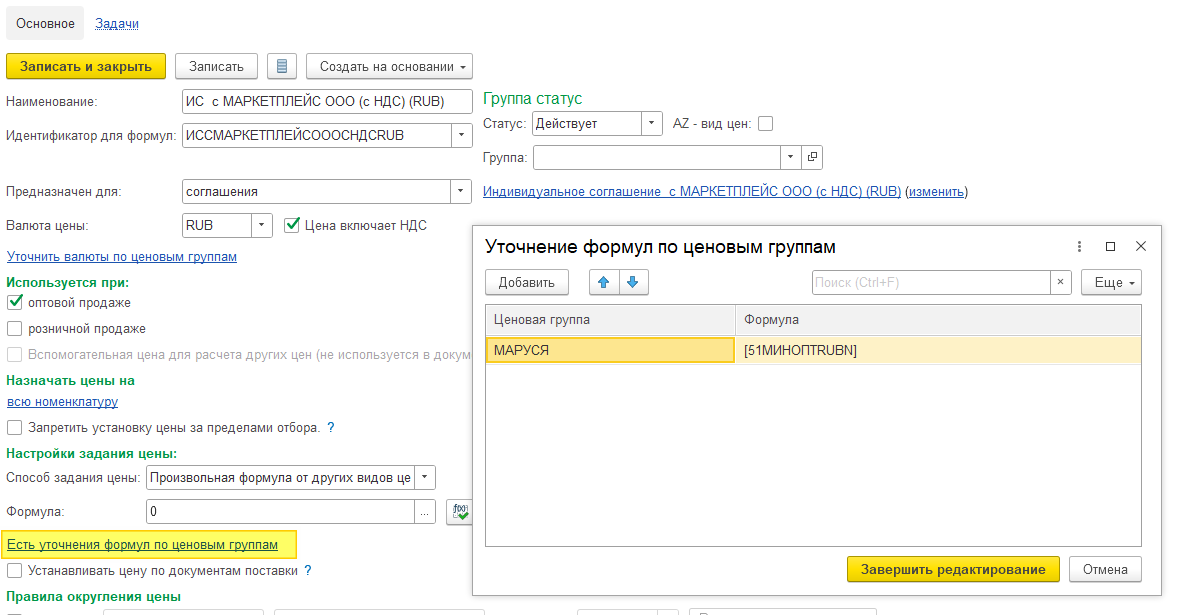 Основное Задачи
Записать и закрыть Записать Создать на основании
Наименование: ИС с МАРКЕТПЛЕЙС ООО (с НДС) (RUB)
Идентификатор для формул: ИССМАРКЕТПЛЕЙСОООСНДСRUB
Группа статус
Статус: Действует AZ - вид цен:
Группа:
Предназначен для: соглашения
Индивидуальное соглашение с МАРКЕТПЛЕЙС ООО (с НДС) (RUB) (изменить)
Валюта цены: RUB Цена включает НДС
Уточнить валюты по ценовым группам
Используется при:
оптовой продаже
розничной продаже
Вспомогательная цена для расчета других цен (не используется в докум
Назначать цены на
всю номенклатуру
Запретить установку цены за пределами отбора. ?
Настройки задания цены:
Способ задания цены: Произвольная формула от других видов це
Формула: 0 ...
Есть уточнения формул по ценовым группам
Устанавливать цену по документам поставки ?
Правила округления цены
Уточнение формул по ценовым группам
Добавить Поиск (Ctrl+F) × Еще
Ценовая группа Формула
МАРУСЯ [51МИНОПТRUBN]
Завершить редактирование Отмена